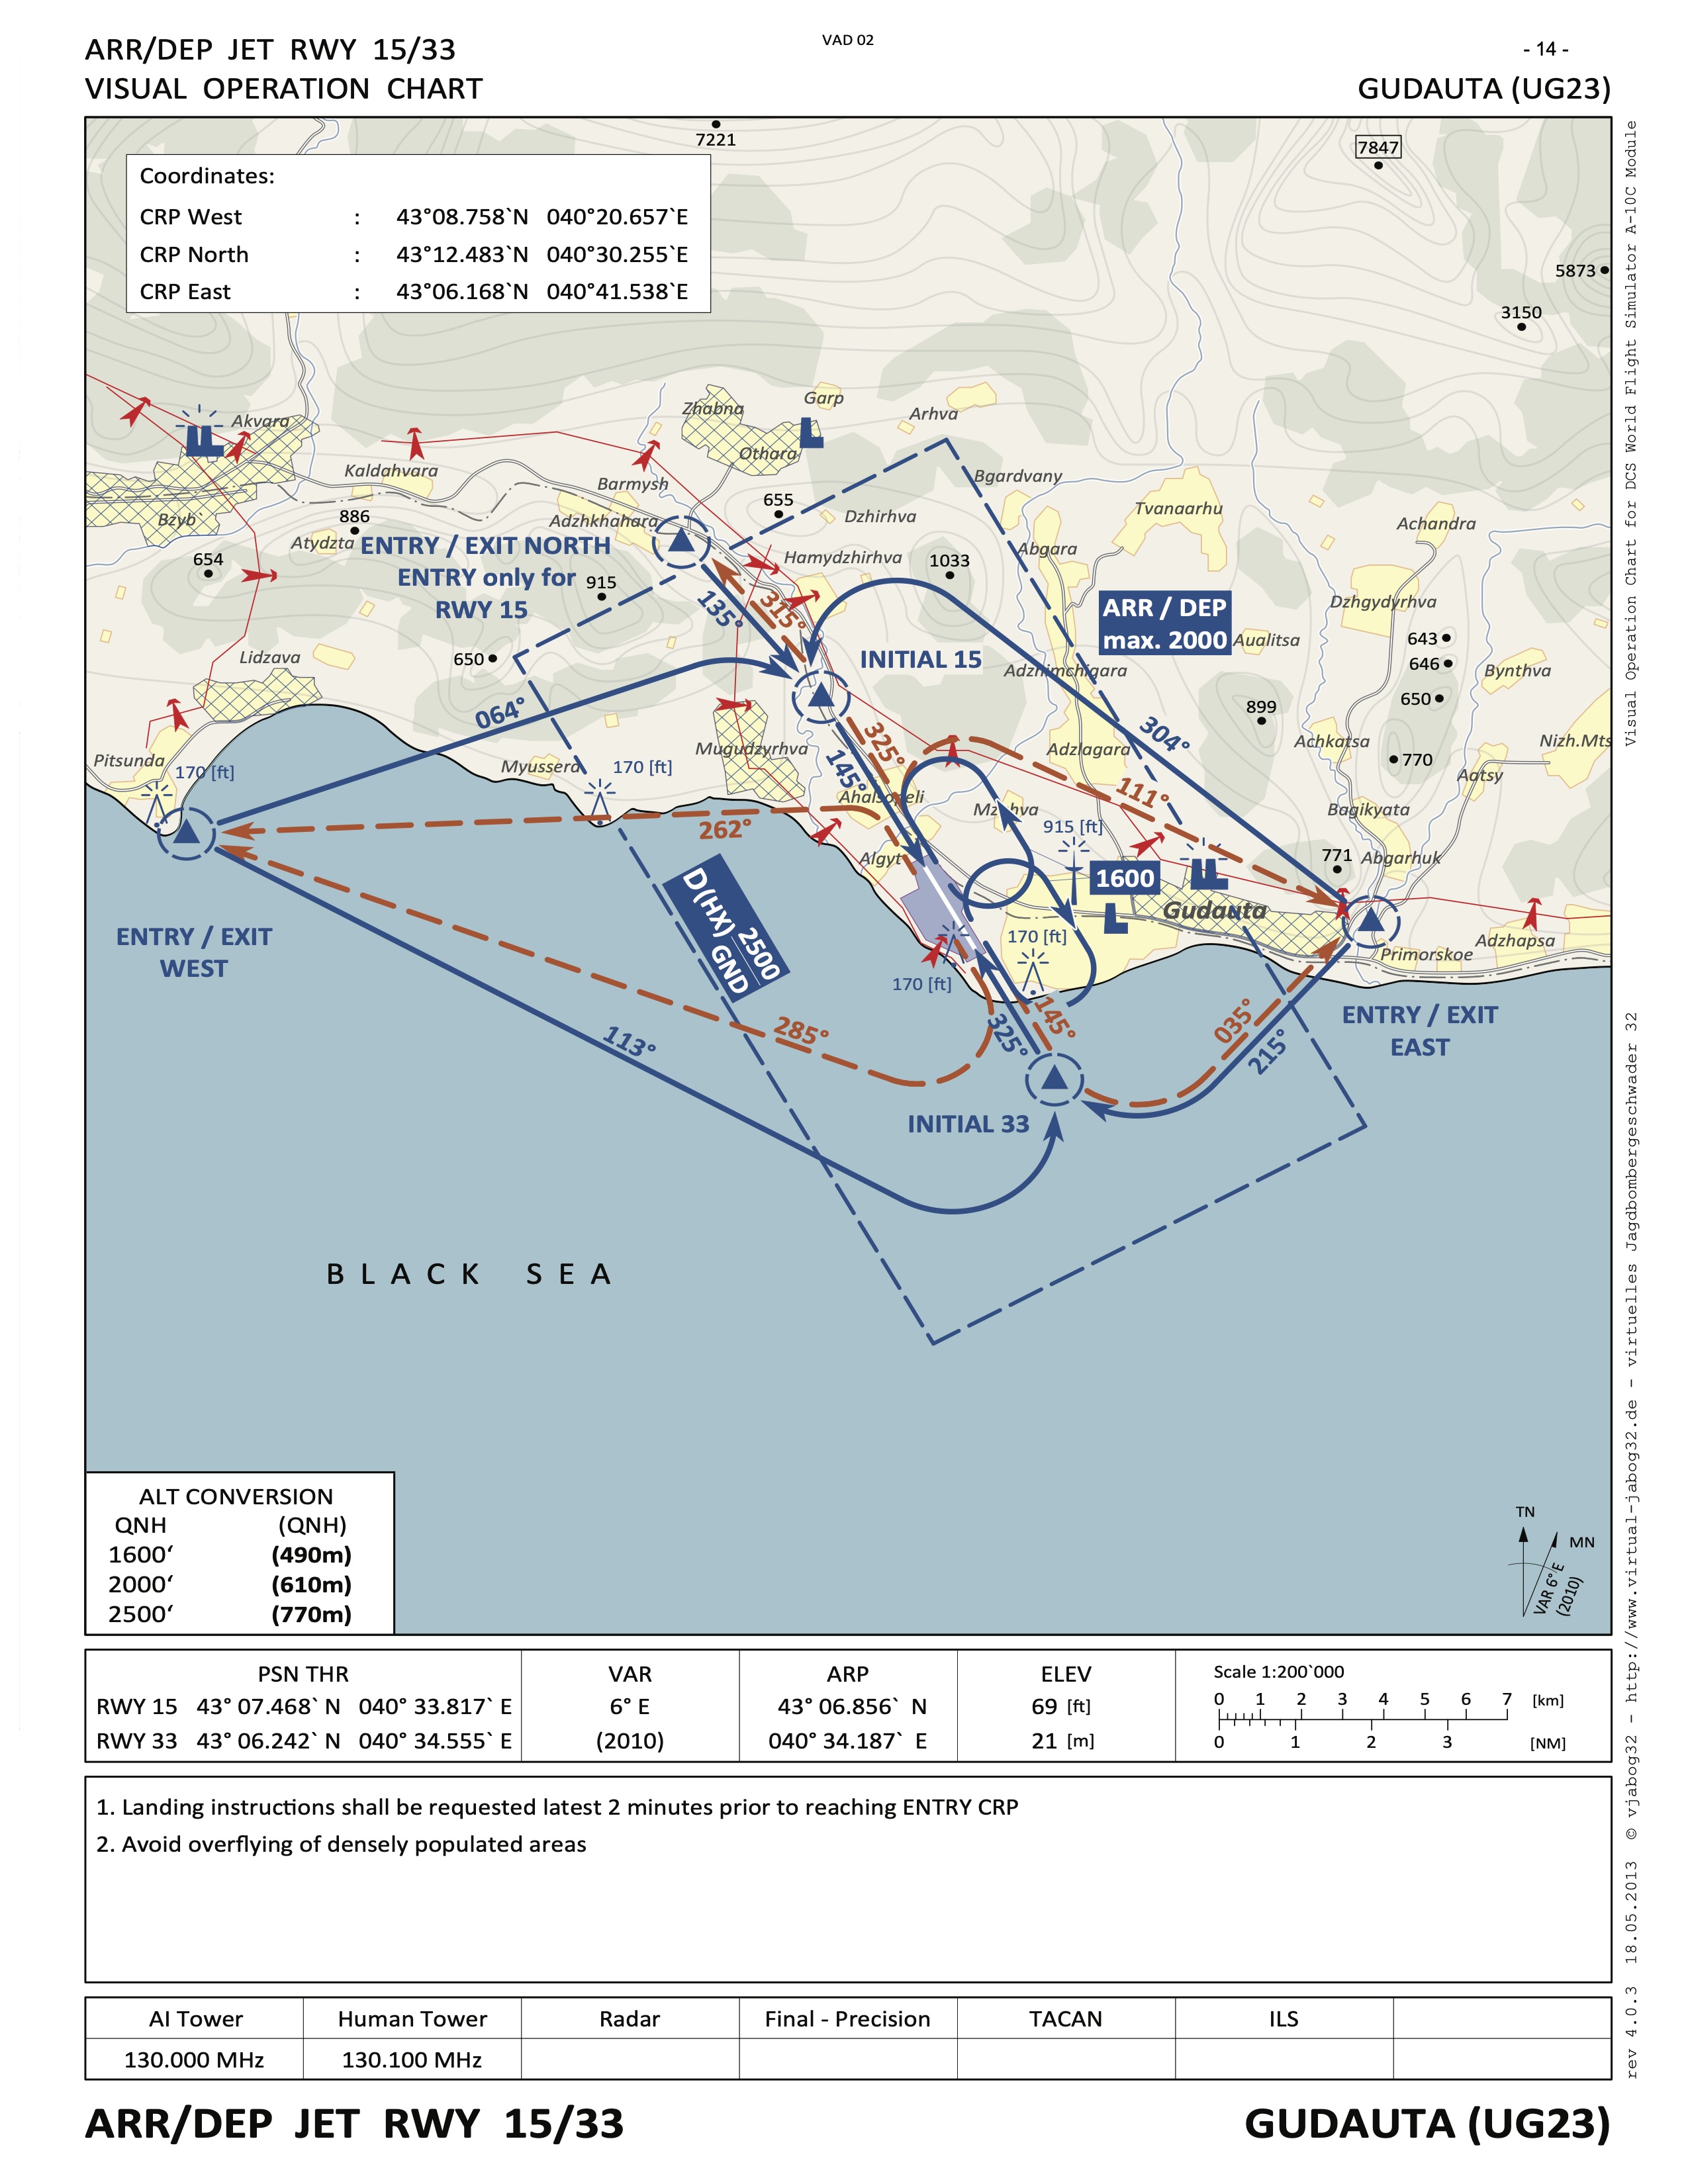 ARR/DEP JET RWY 15/33
VAD 02
- 14 -
VISUAL OPERATION CHART
GUDAUTA (UG23)
7221
7847
Coordinates:
CRP West : 43°08.758`N 040°20.657`E
CRP North : 43°12.483`N 040°30.255`E
CRP East : 43°06.168`N 040°41.538`E
5873
3150
Garp
Zhabna
Arhva
Akvara
Othara
Kaldahvara
Barmysh
Bgardvany
655
Tvanaarhu
Bzyb`
886
Adzhkhahara
Dzhirhva
Achandra
Atydzta
ENTRY / EXIT NORTH
ENTRY only for
RWY 15
Abgara
654
Hamydzhirhva
1033
915
135°
315°
ARR / DEP
max. 2000
Dzhgydyrhva
Aualitsa
643
Lidzava
650
INITIAL 15
646
Adzhimchigara
Bynthva
650
064°
899
304°
325°
Mugudzyrhva
Adzlagara
Achkatsa
Nizh.Mts
Pitsunda
170 [ft]
Myussera
170 [ft]
145°
770
Aatsy
111°
Ahalsopeli
Bagikyata
262°
915 [ft]
Algyt
771
Abgarhuk
1600
D(HX) 2500
GND
Gudauta
ENTRY / EXIT
WEST
170 [ft]
Adzhapsa
Primorskoe
170 [ft]
285°
113°
325°
145°
035°
215°
ENTRY / EXIT
EAST
INITIAL 33
BLACK SEA
ALT CONVERSION
QNH (QNH)
1600‘ (490m)
2000‘ (610m)
2500‘ (770m)
TN
MN
VAR 6° E
(2010)
PSN THR
RWY 15 43° 07.468` N 040° 33.817` E
RWY 33 43° 06.242` N 040° 34.555` E
VAR
6° E
(2010)
ARP
43° 06.856` N
040° 34.187` E
ELEV
69 [ft]
21 [m]
Scale 1:200`000
0 1 2 3 4 5 6 7 [km]
0 1 2 3 [NM]
1. Landing instructions shall be requested latest 2 minutes prior to reaching ENTRY CRP
2. Avoid overflying of densely populated areas
AI Tower Human Tower Radar Final - Precision TACAN ILS
130.000 MHz 130.100 MHz
ARR/DEP JET RWY 15/33
GUDAUTA (UG23)
rev 4.0.3 18.05.2013 © vjabog32 - http://www.virtual-jabog32.de - virtuelles Jagdbombergeschwader 32
Visual Operation Chart for DCS World Flight Simulator A-10C Module